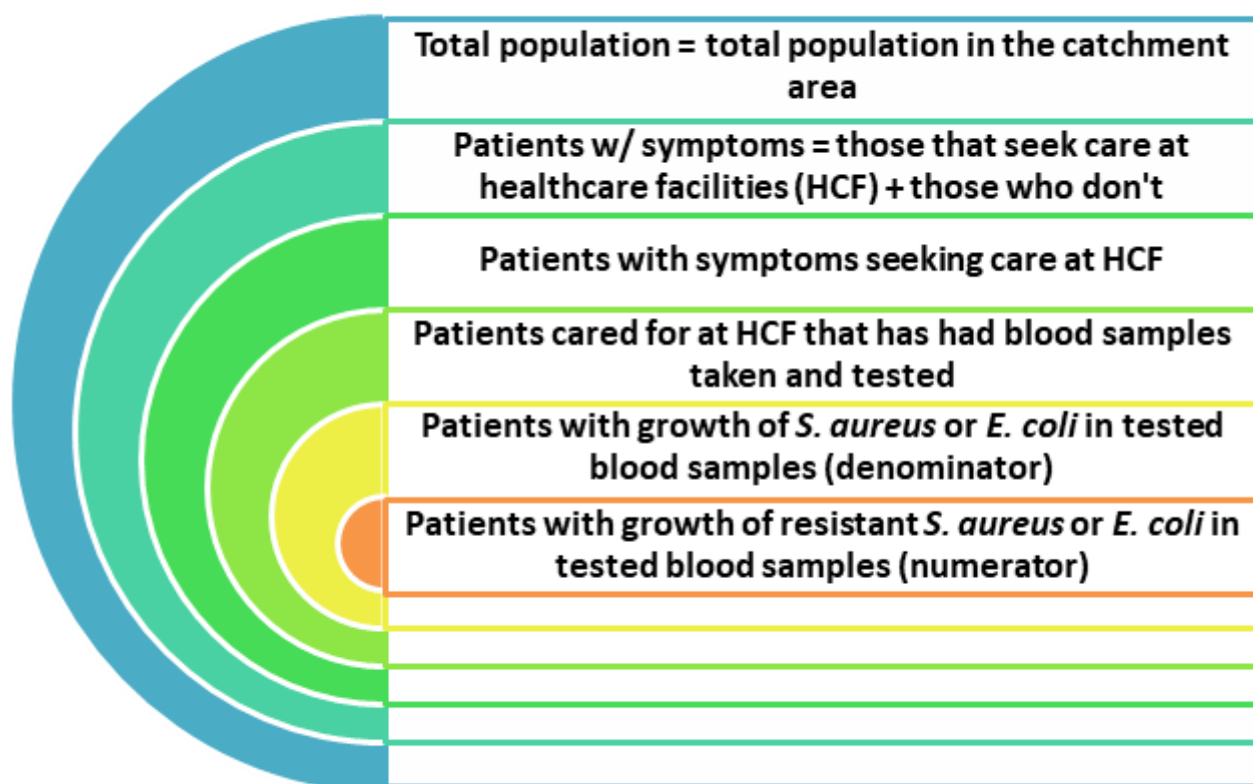 Total population = total population in the catchment
area
Patients w/ symptoms = those that seek care at
healthcare facilities (HCF) + those who don't
Patients with symptoms seeking care at HCF
Patients cared for at HCF that has had blood samples
taken and tested
Patients with growth of S. aureus or E. coli in tested
blood samples (denominator)
Patients with growth of resistant S. aureus or E. coli in
tested blood samples (numerator)